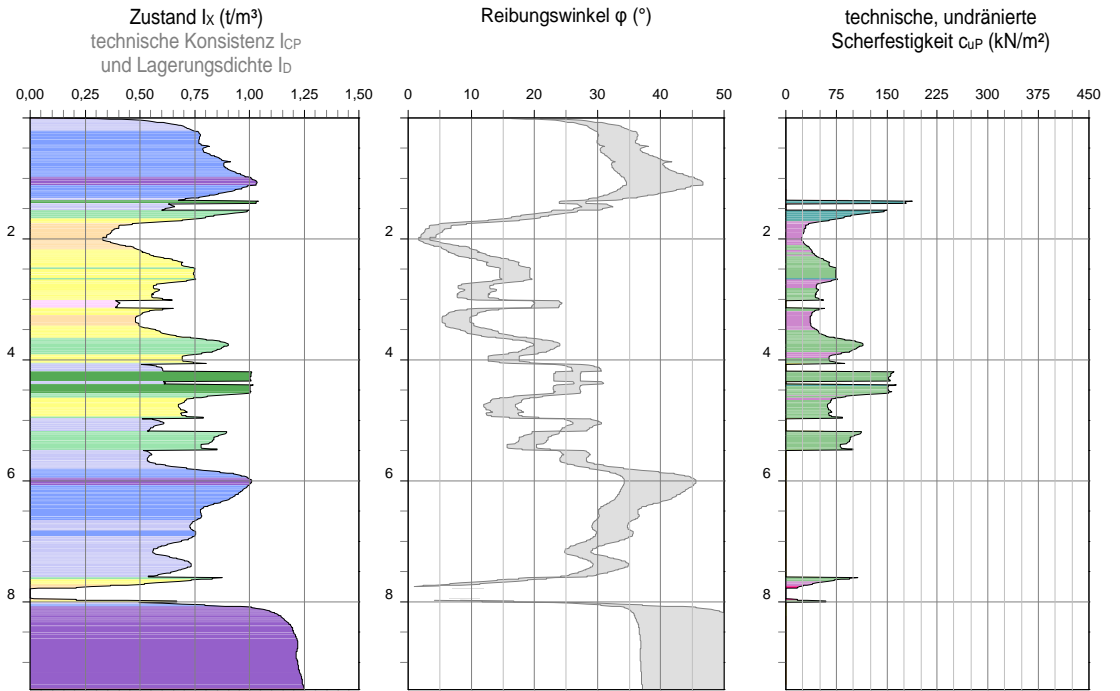 Zustand Ix (t/m³)
technische Konsistenz ICP
und Lagerungsdichte ID
0,00 0,25 0,50 0,75 1,00 1,25 1,50
2
4
6
8
Reibungswinkel φ (°)
0 10 20 30 40 50
2
4
6
8
technische, undränierte
Scherfestigkeit cuP (kN/m²)
0 75 150 225 300 375 450
2
4
6
8